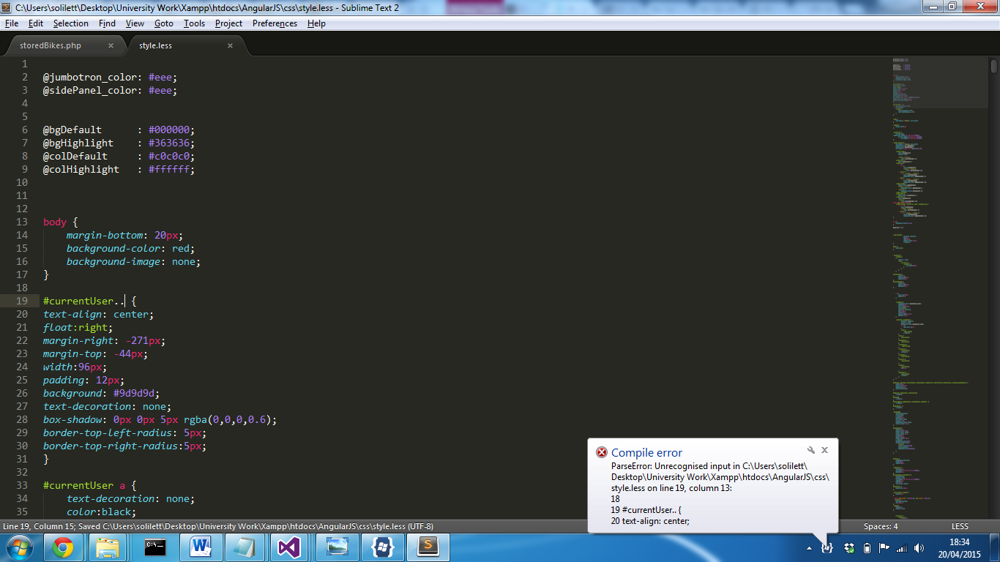 C:\Users\solilett\Desktop\University Work\Xampp\htdocs\AngularJS\css\style.less - Sublime Text 2
File Edit Selection Find View Goto Tools Project Preferences Help
storedBikes.php × style.less ×
1
2 @jumbotron_color: #eee;
3 @sidePanel_color: #eee;
4
5
6 @bgDefault      : #000000;
7 @bgHighlight    : #363636;
8 @colDefault     : #c0c0c0;
9 @colHighlight   : #ffffff;
10
11
12
13 body {
14     margin-bottom: 20px;
15     background-color: red;
16     background-image: none;
17 }
18
19 #currentUser.. {
20 text-align: center;
21 float:right;
22 margin-right: -271px;
23 margin-top: -44px;
24 width:96px;
25 padding: 12px;
26 background: #9d9d9d;
27 text-decoration: none;
28 box-shadow: 0px 0px 5px rgba(0,0,0,0.6);
29 border-top-left-radius: 5px;
30 border-top-right-radius:5px;
31 }
32
33 #currentUser a {
34     text-decoration: none;
35     color:black;
Compile error
ParseError: Unrecognised input in C:\Users\solilett\
Desktop\University Work\Xampp\htdocs\AngularJS\css\
style.less on line 19, column 13:
18
19 #currentUser.. {
20 text-align: center;
Line 19, Column 15; Saved C:\Users\solilett\Desktop\University Work\Xampp\htdocs\AngularJS\css\style.less (UTF-8) Spaces: 4 LESS
18:34
20/04/2015